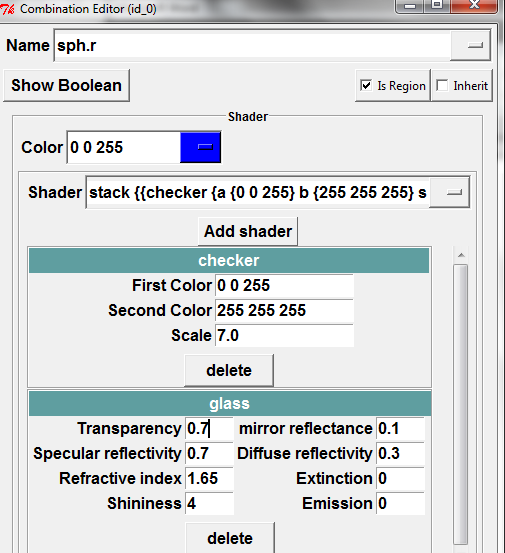 Combination Editor (id_0)
Name sph.r
Show Boolean Is Region Inherit
Shader
Color 0 0 255
Shader stack {{checker {a {0 0 255} b {255 255 255} s
Add shader
checker
First Color 0 0 255
Second Color 255 255 255
Scale 7.0
delete
glass
Transparency 0.7 mirror reflectance 0.1
Specular reflectivity 0.7 Diffuse reflectivity 0.3
Refractive index 1.65 Extinction 0
Shininess 4 Emission 0
delete